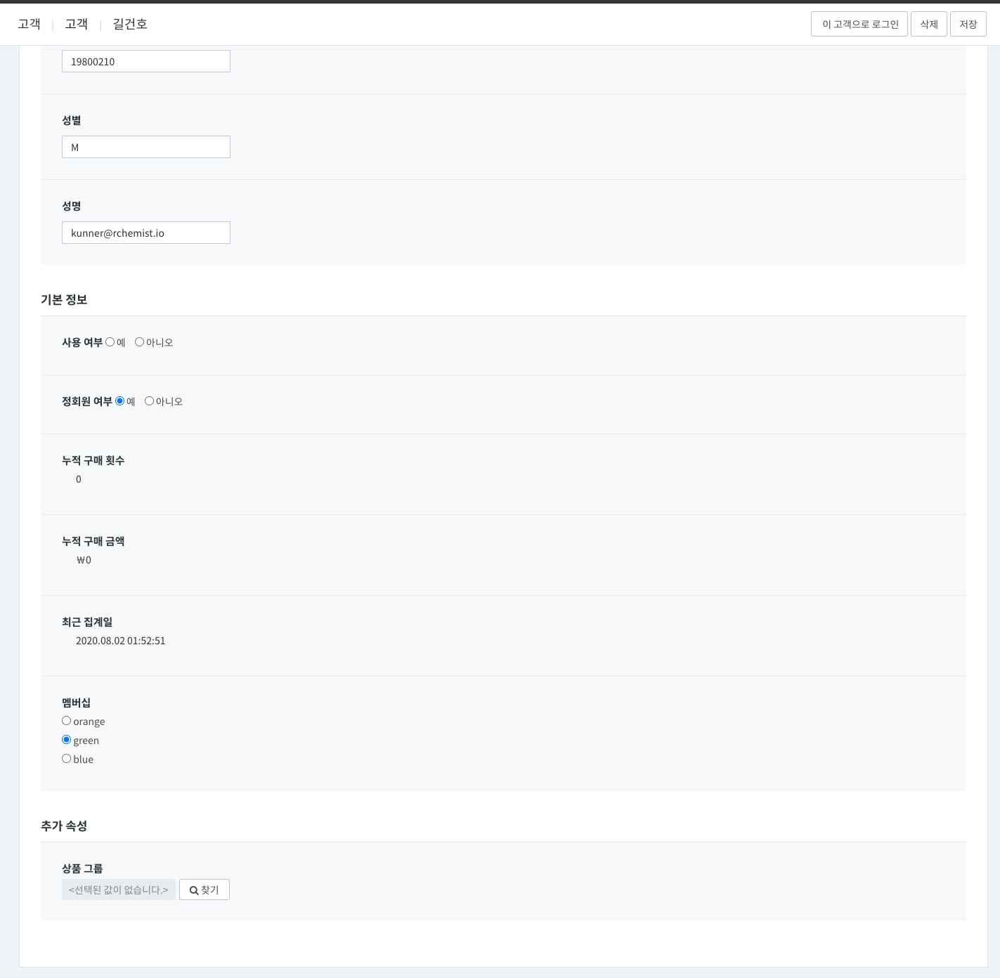 고객 | 고객 | 길건호 이 고객으로 로그인 삭제 저장
19800210
성별
M
성명
kunner@rchemist.io
기본 정보
사용 여부 예 아니오
정회원 여부 예 아니오
누적 구매 횟수
0
누적 구매 금액
₩0
최근 집계일
2020.08.02 01:52:51
멤버십
orange
green
blue
추가 속성
상품 그룹
<선택된 값이 없습니다.> 찾기